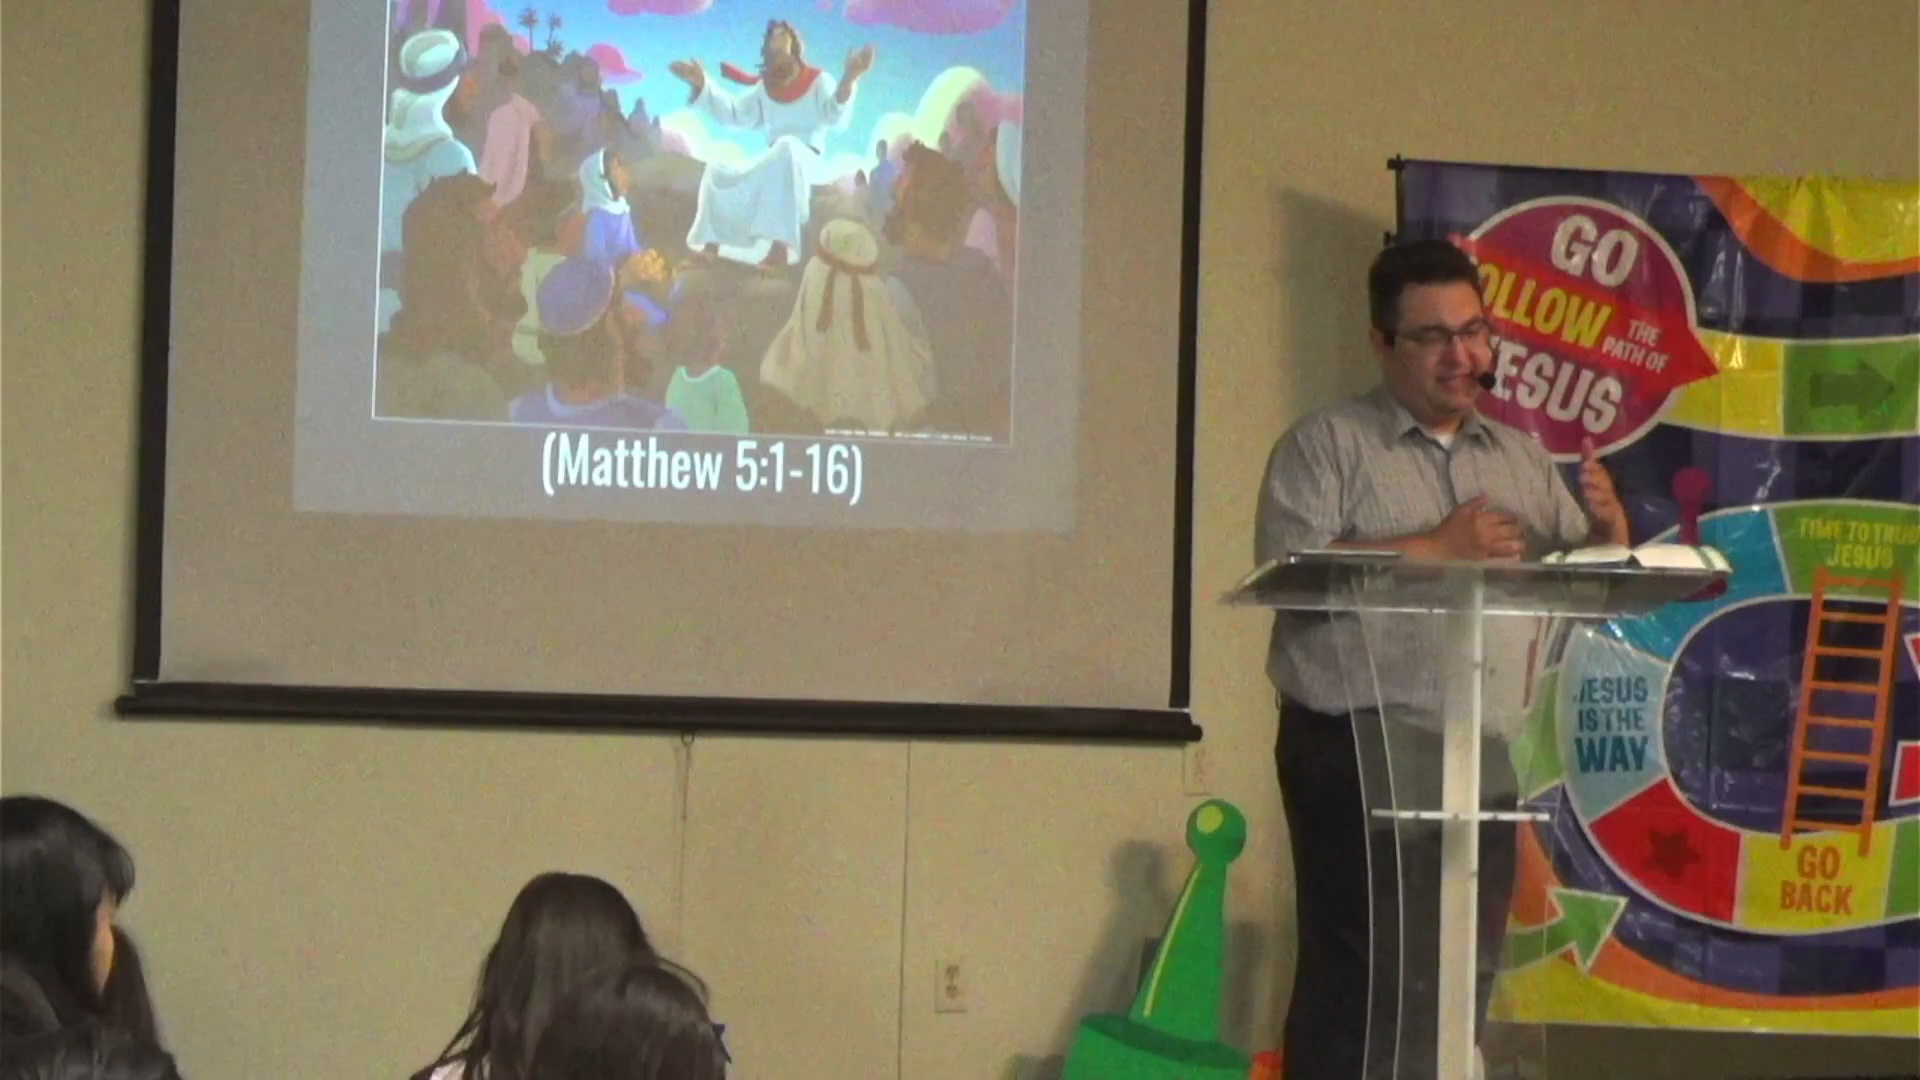 (Matthew 5:1-16)
GO
FOLLOW
THE
PATH OF
JESUS
TIME TO TRUST
JESUS
JESUS
IS THE
WAY
GO
BACK